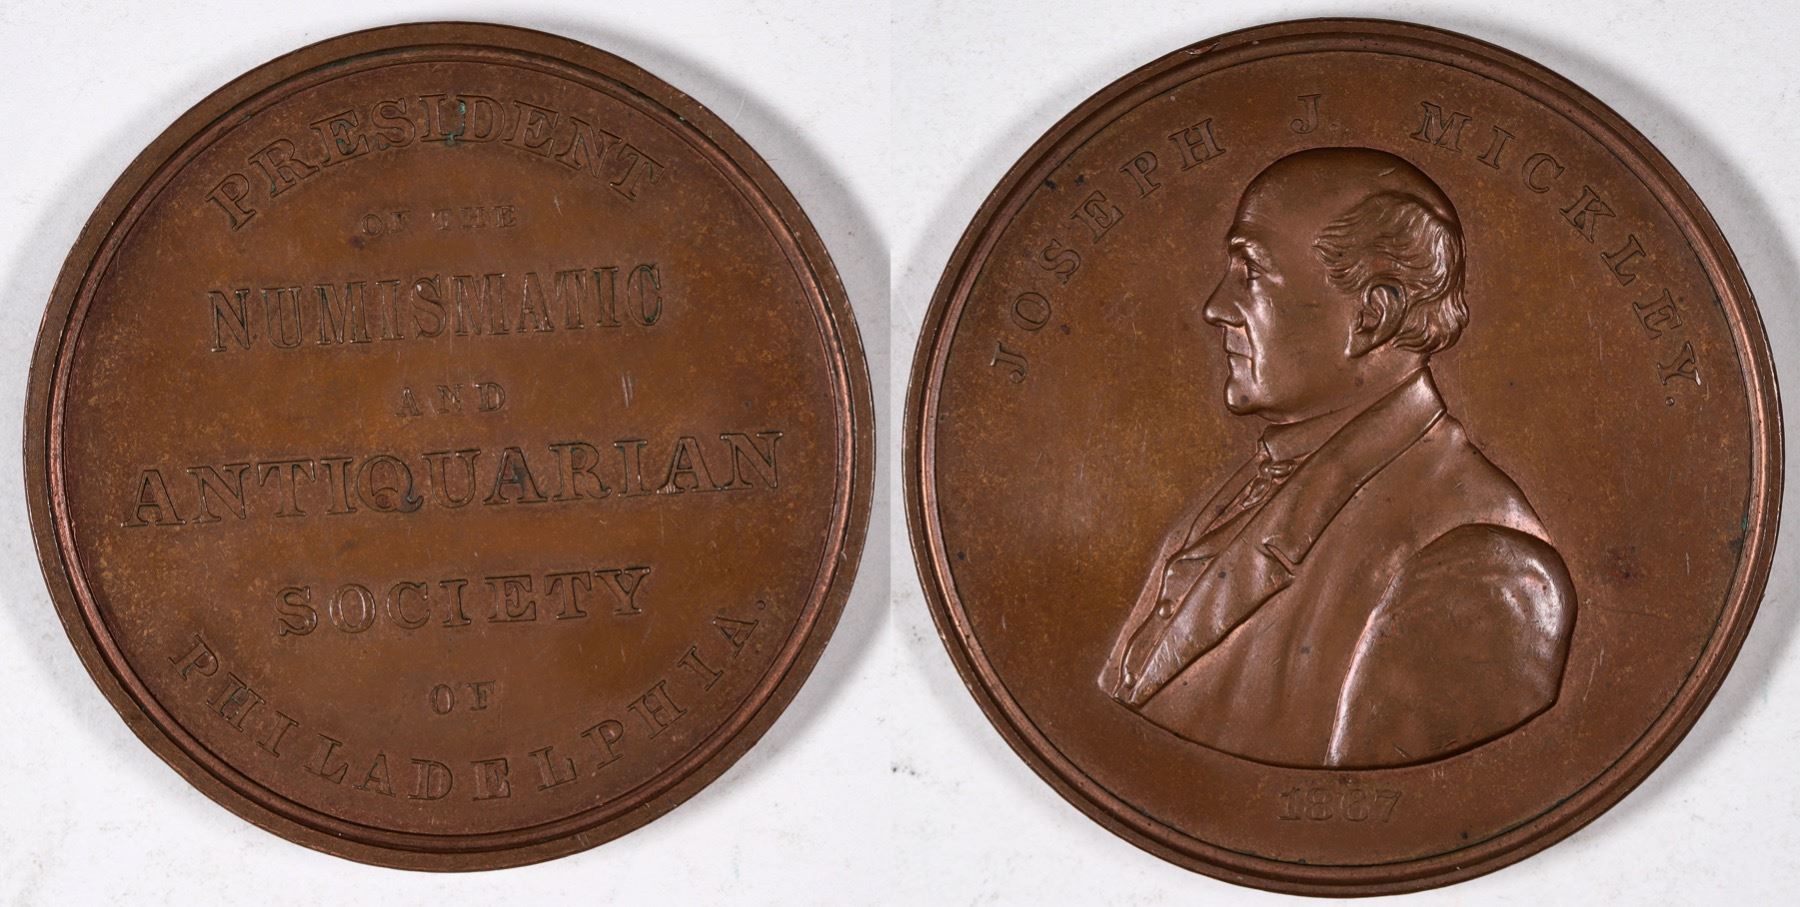 PRESIDENT
OF THE
NUMISMATIC
AND
ANTIQUARIAN
SOCIETY
OF
PHILADELPHIA.
JOSEPH J. MICKLEY.
1867